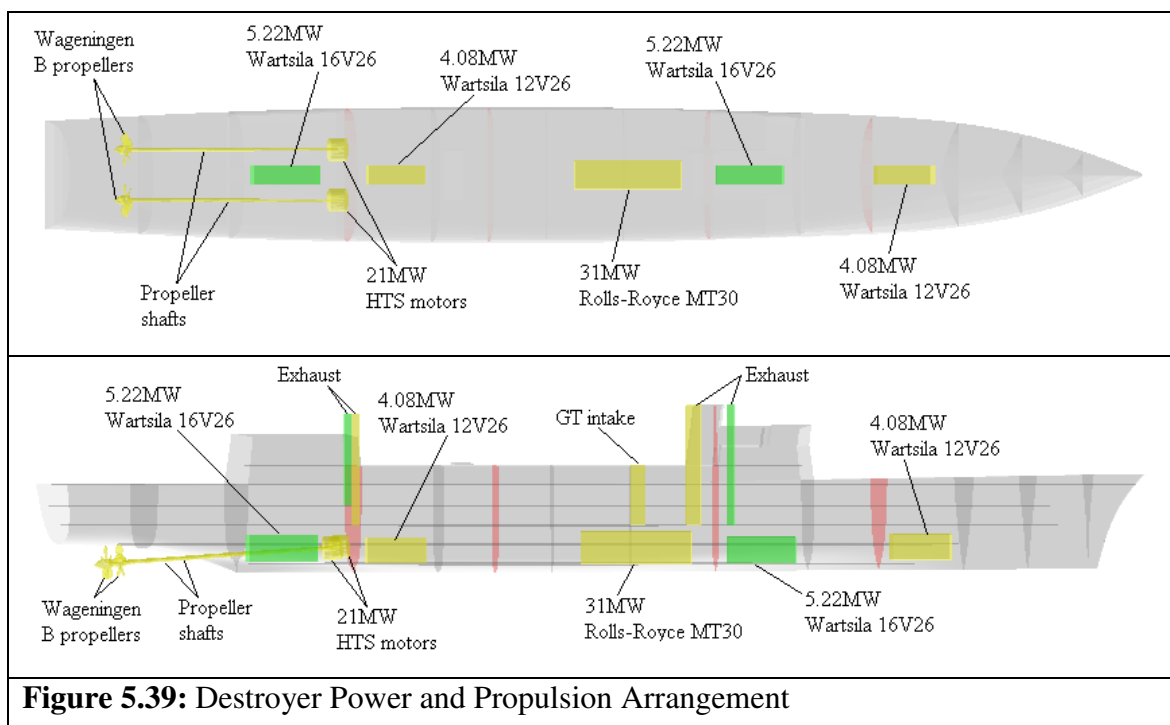 Wageningen
B propellers
5.22MW
Wartsila 16V26
4.08MW
Wartsila 12V26
5.22MW
Wartsila 16V26
Propeller
shafts
21MW
HTS motors
31MW
Rolls-Royce MT30
4.08MW
Wartsila 12V26
5.22MW
Wartsila 16V26
Exhaust
4.08MW
Wartsila 12V26
GT intake
Exhaust
4.08MW
Wartsila 12V26
Wageningen
B propellers
Propeller
shafts
21MW
HTS motors
31MW
Rolls-Royce MT30
5.22MW
Wartsila 16V26
Figure 5.39: Destroyer Power and Propulsion Arrangement